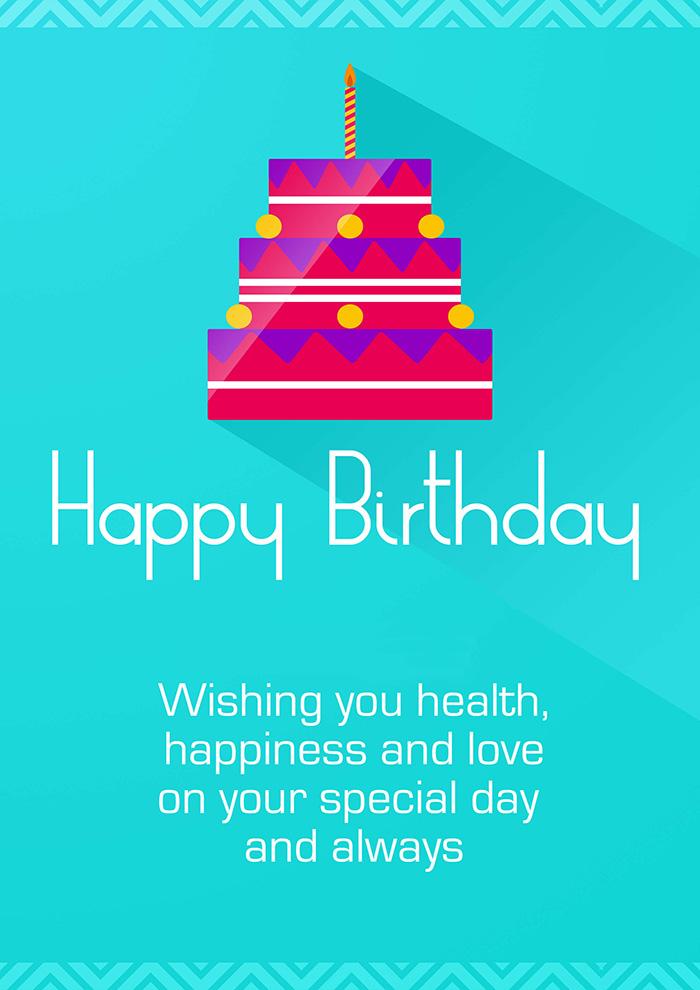 Happy Birthday
Wishing you health,
happiness and love
on your special day
and always